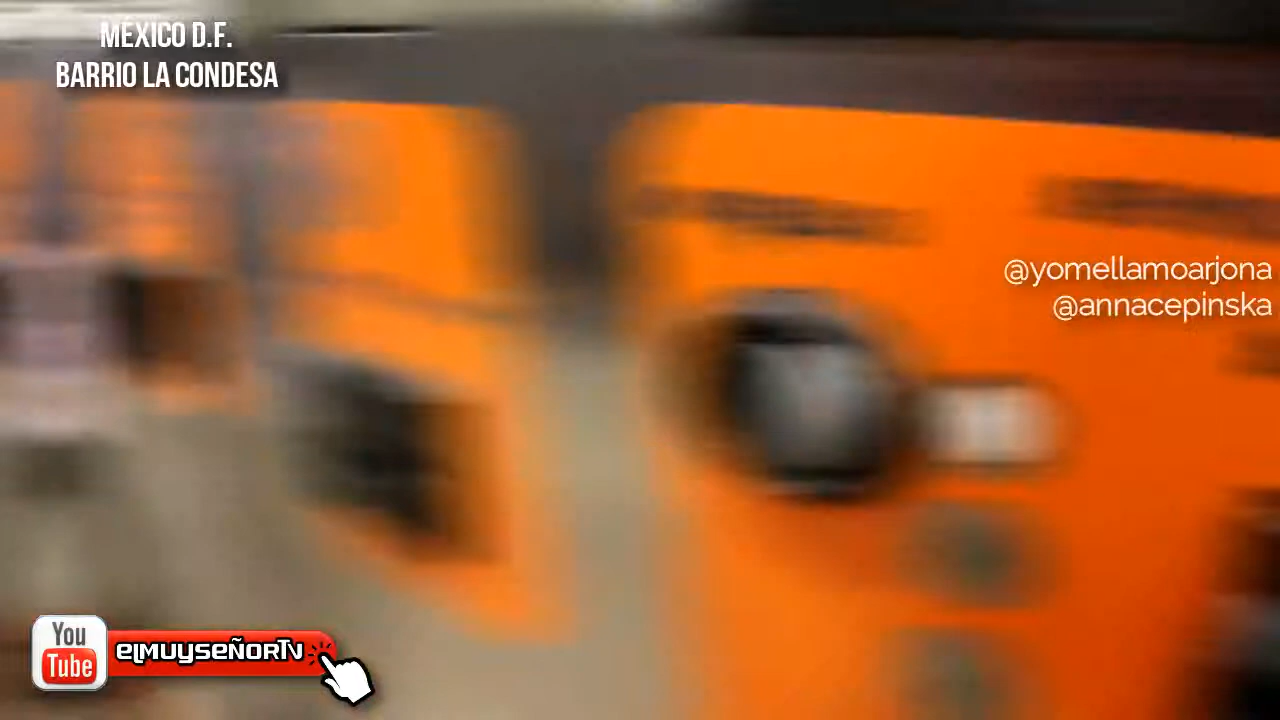 MÉXICO D.F.
BARRIO LA CONDESA
@yomellamoarjona
@annacepinska
You
Tube
elmuyseñorTv